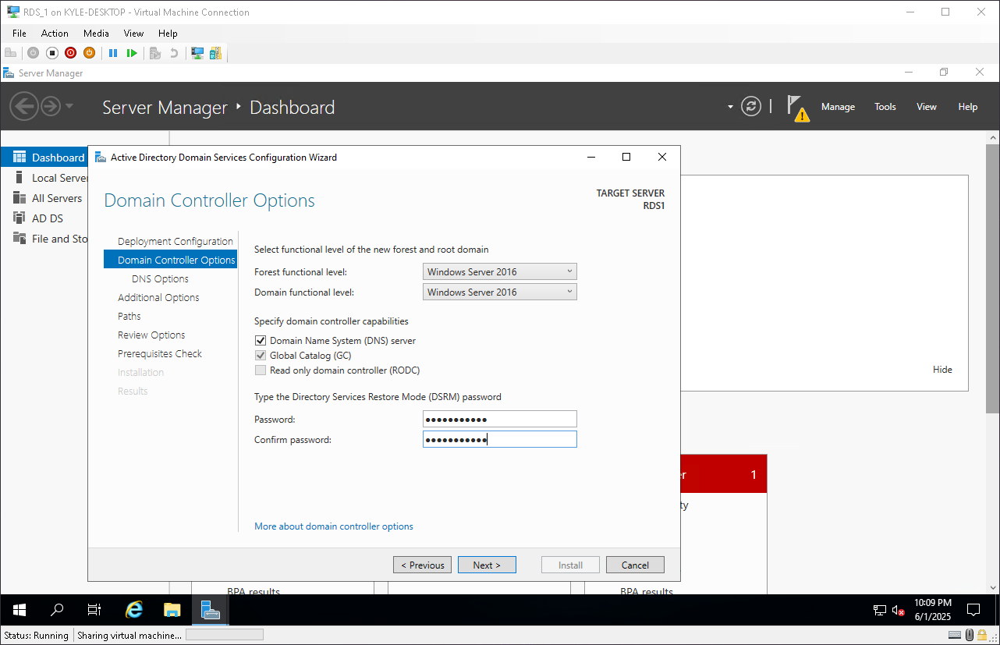 RDS_1 on KYLE-DESKTOP - Virtual Machine Connection
File Action Media View Help
Server Manager
Server Manager ‣ Dashboard
Manage Tools View Help
Dashboard
Local Server
All Servers
AD DS
File and Sto
Active Directory Domain Services Configuration Wizard
Domain Controller Options
TARGET SERVER
RDS1
Deployment Configuration
Domain Controller Options
DNS Options
Additional Options
Paths
Review Options
Prerequisites Check
Installation
Results
Select functional level of the new forest and root domain
Forest functional level: Windows Server 2016
Domain functional level: Windows Server 2016
Specify domain controller capabilities
Domain Name System (DNS) server
Global Catalog (GC)
Read only domain controller (RODC)
Type the Directory Services Restore Mode (DSRM) password
Password: ●●●●●●●●●●●
Confirm password: ●●●●●●●●●●●
More about domain controller options
< Previous Next > Install Cancel
Hide
er 1
ty
BPA results BPA results
10:09 PM
6/1/2025
Status: Running Sharing virtual machine...